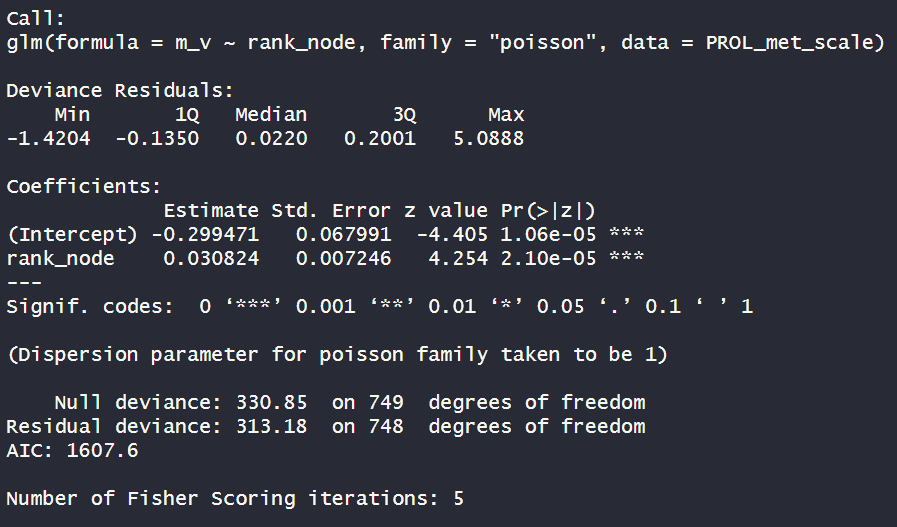 Call:
glm(formula = m_v ~ rank_node, family = "poisson", data = PROL_met_scale)
Deviance Residuals:
    Min       1Q   Median       3Q      Max
-1.4204  -0.1350   0.0220   0.2001   5.0888
Coefficients:
             Estimate Std. Error z value Pr(>|z|)
(Intercept) -0.299471   0.067991  -4.405 1.06e-05 ***
rank_node    0.030824   0.007246   4.254 2.10e-05 ***
---
Signif. codes:  0 ‘***’ 0.001 ‘**’ 0.01 ‘*’ 0.05 ‘.’ 0.1 ‘ ’ 1
(Dispersion parameter for poisson family taken to be 1)
    Null deviance: 330.85  on 749  degrees of freedom
Residual deviance: 313.18  on 748  degrees of freedom
AIC: 1607.6
Number of Fisher Scoring iterations: 5